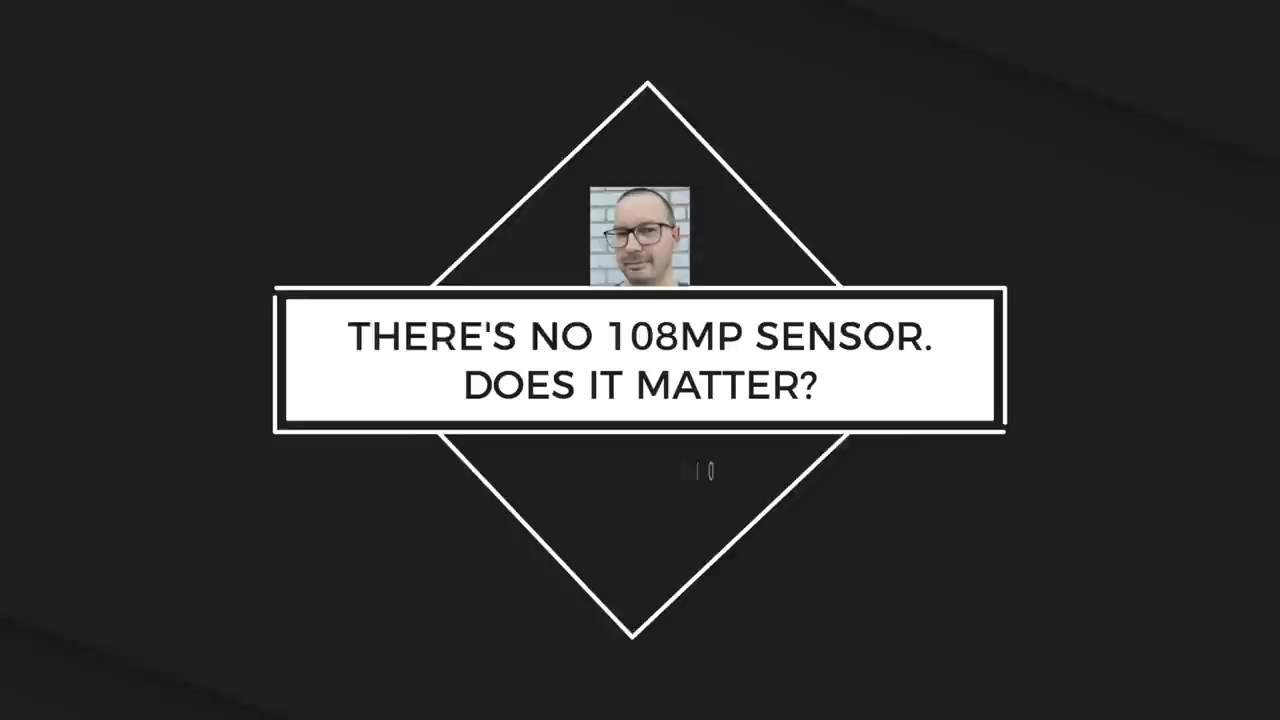 THERE'S NO 108MP SENSOR.
DOES IT MATTER?